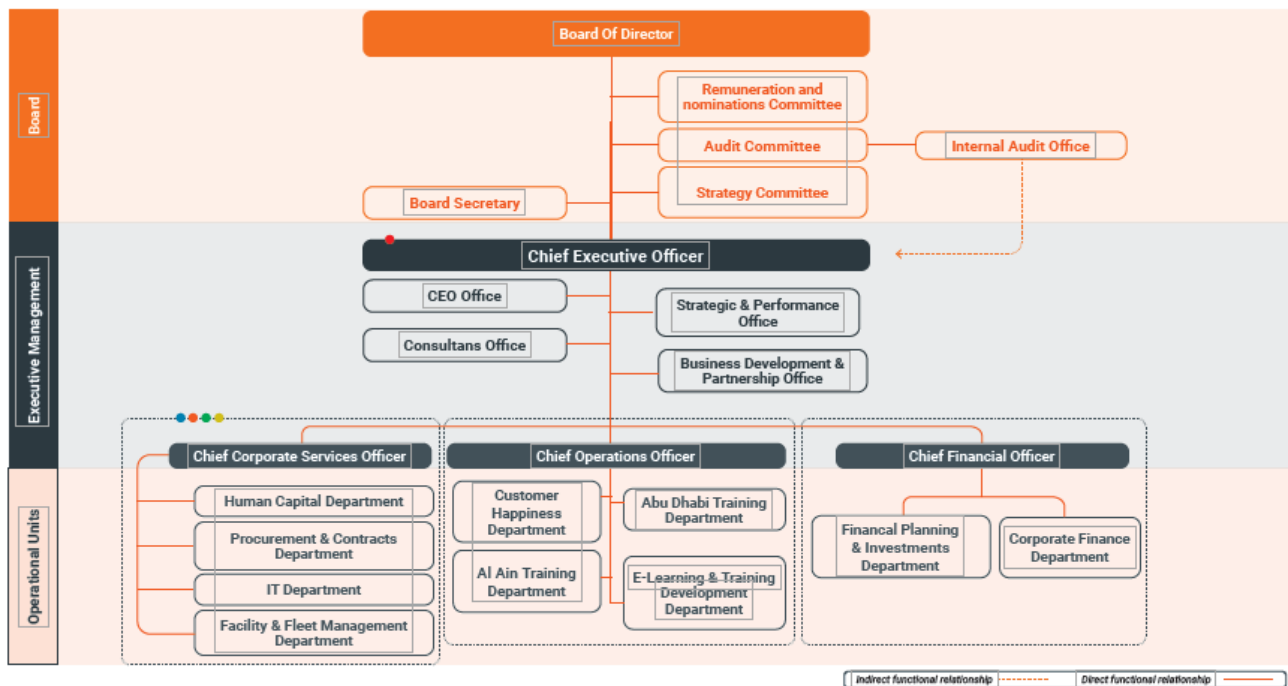 Board Of Director
Remuneration and
nominations Committee
Audit Committee
Internal Audit Office
Strategy Committee
Board Secretary
Board
Chief Executive Officer
CEO Office
Strategic & Performance
Office
Consultans Office
Business Development &
Partnership Office
Executive Management
Chief Corporate Services Officer
Chief Operations Officer
Chief Financial Officer
Human Capital Department
Procurement & Contracts
Department
IT Department
Facility & Fleet Management
Department
Customer
Happiness
Department
Abu Dhabi Training
Department
Al Ain Training
Department
E-Learning & Training
Development
Department
Financal Planning
& Investments
Department
Corporate Finance
Department
Operational Units
Indirect functional relationship
Direct functional relationship